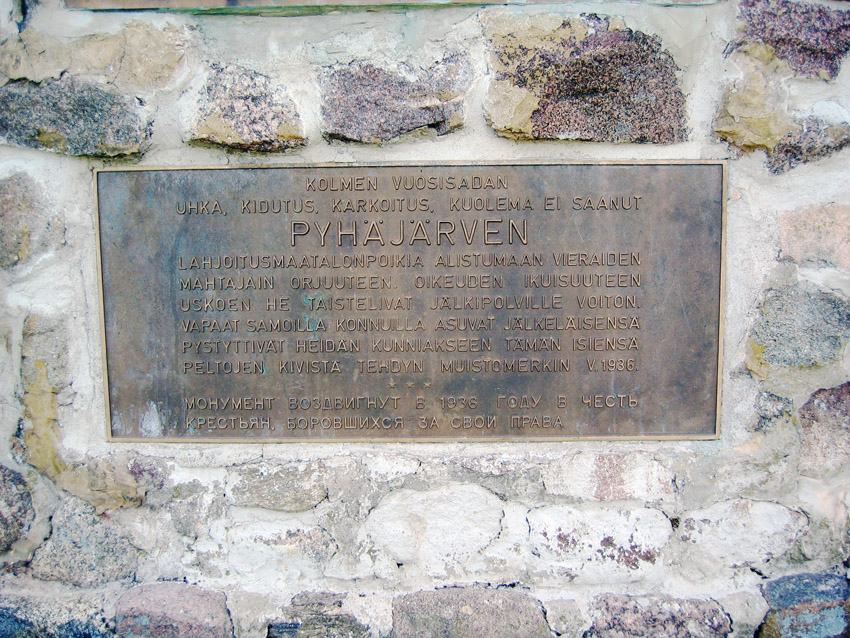 KOLMEN VUOSISADAN
UHKA, KIDUTUS, KARKOITUS, KUOLEMA EI SAANUT
PYHÄJÄRVEN
LAHJOITUSMAATALONPOIKIA ALISTUMAAN VIERAIDEN
MAHTAJAIN ORJUUTEEN. OIKEUDEN IKUISUUTEEN
USKOEN HE TAISTELIVAT JÄLKIPOLVILLE VOITON.
VAPAAT SAMOILLA KONNUILLA ASUVAT JÄLKELÄISENSÄ
PYSTYTTIVÄT HEIDÄN KUNNIAKSEEN TÄMÄN ISIENSÄ
PELTOJEN KIVISTÄ TEHDYN MUISTOMERKIN V.1936.
* * *
МОНУМЕНТ ВОЗДВИГНУТ В 1936 ГОДУ В ЧЕСТЬ
КРЕСТЬЯН, БОРОВШИХСЯ ЗА СВОИ ПРАВА